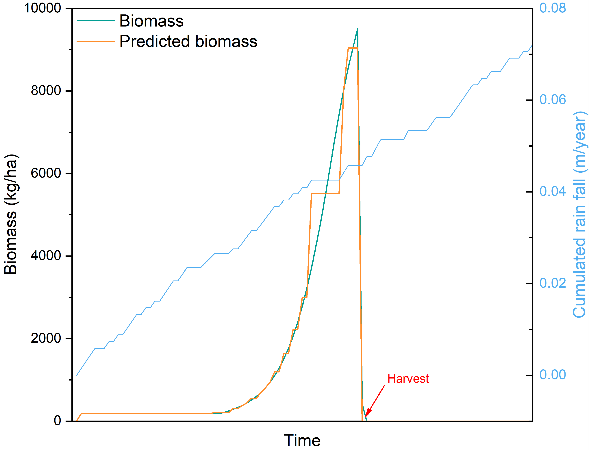 Biomass
Predicted biomass
10000
8000
6000
4000
2000
0
Biomass (kg/ha)
0.08
0.06
0.04
0.02
0.00
Cumulated rain fall (m/year)
Harvest
Time